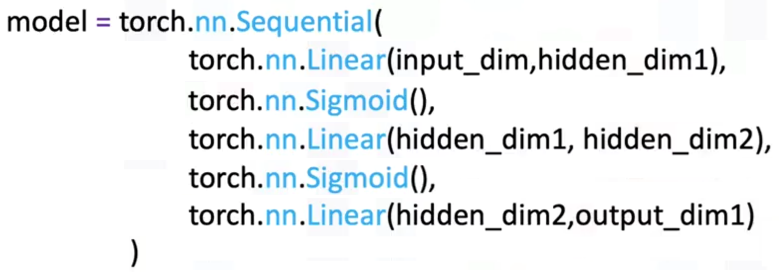 model = torch.nn.Sequential(
torch.nn.Linear(input_dim,hidden_dim1),
torch.nn.Sigmoid(),
torch.nn.Linear(hidden_dim1, hidden_dim2),
torch.nn.Sigmoid(),
torch.nn.Linear(hidden_dim2,output_dim1)
)